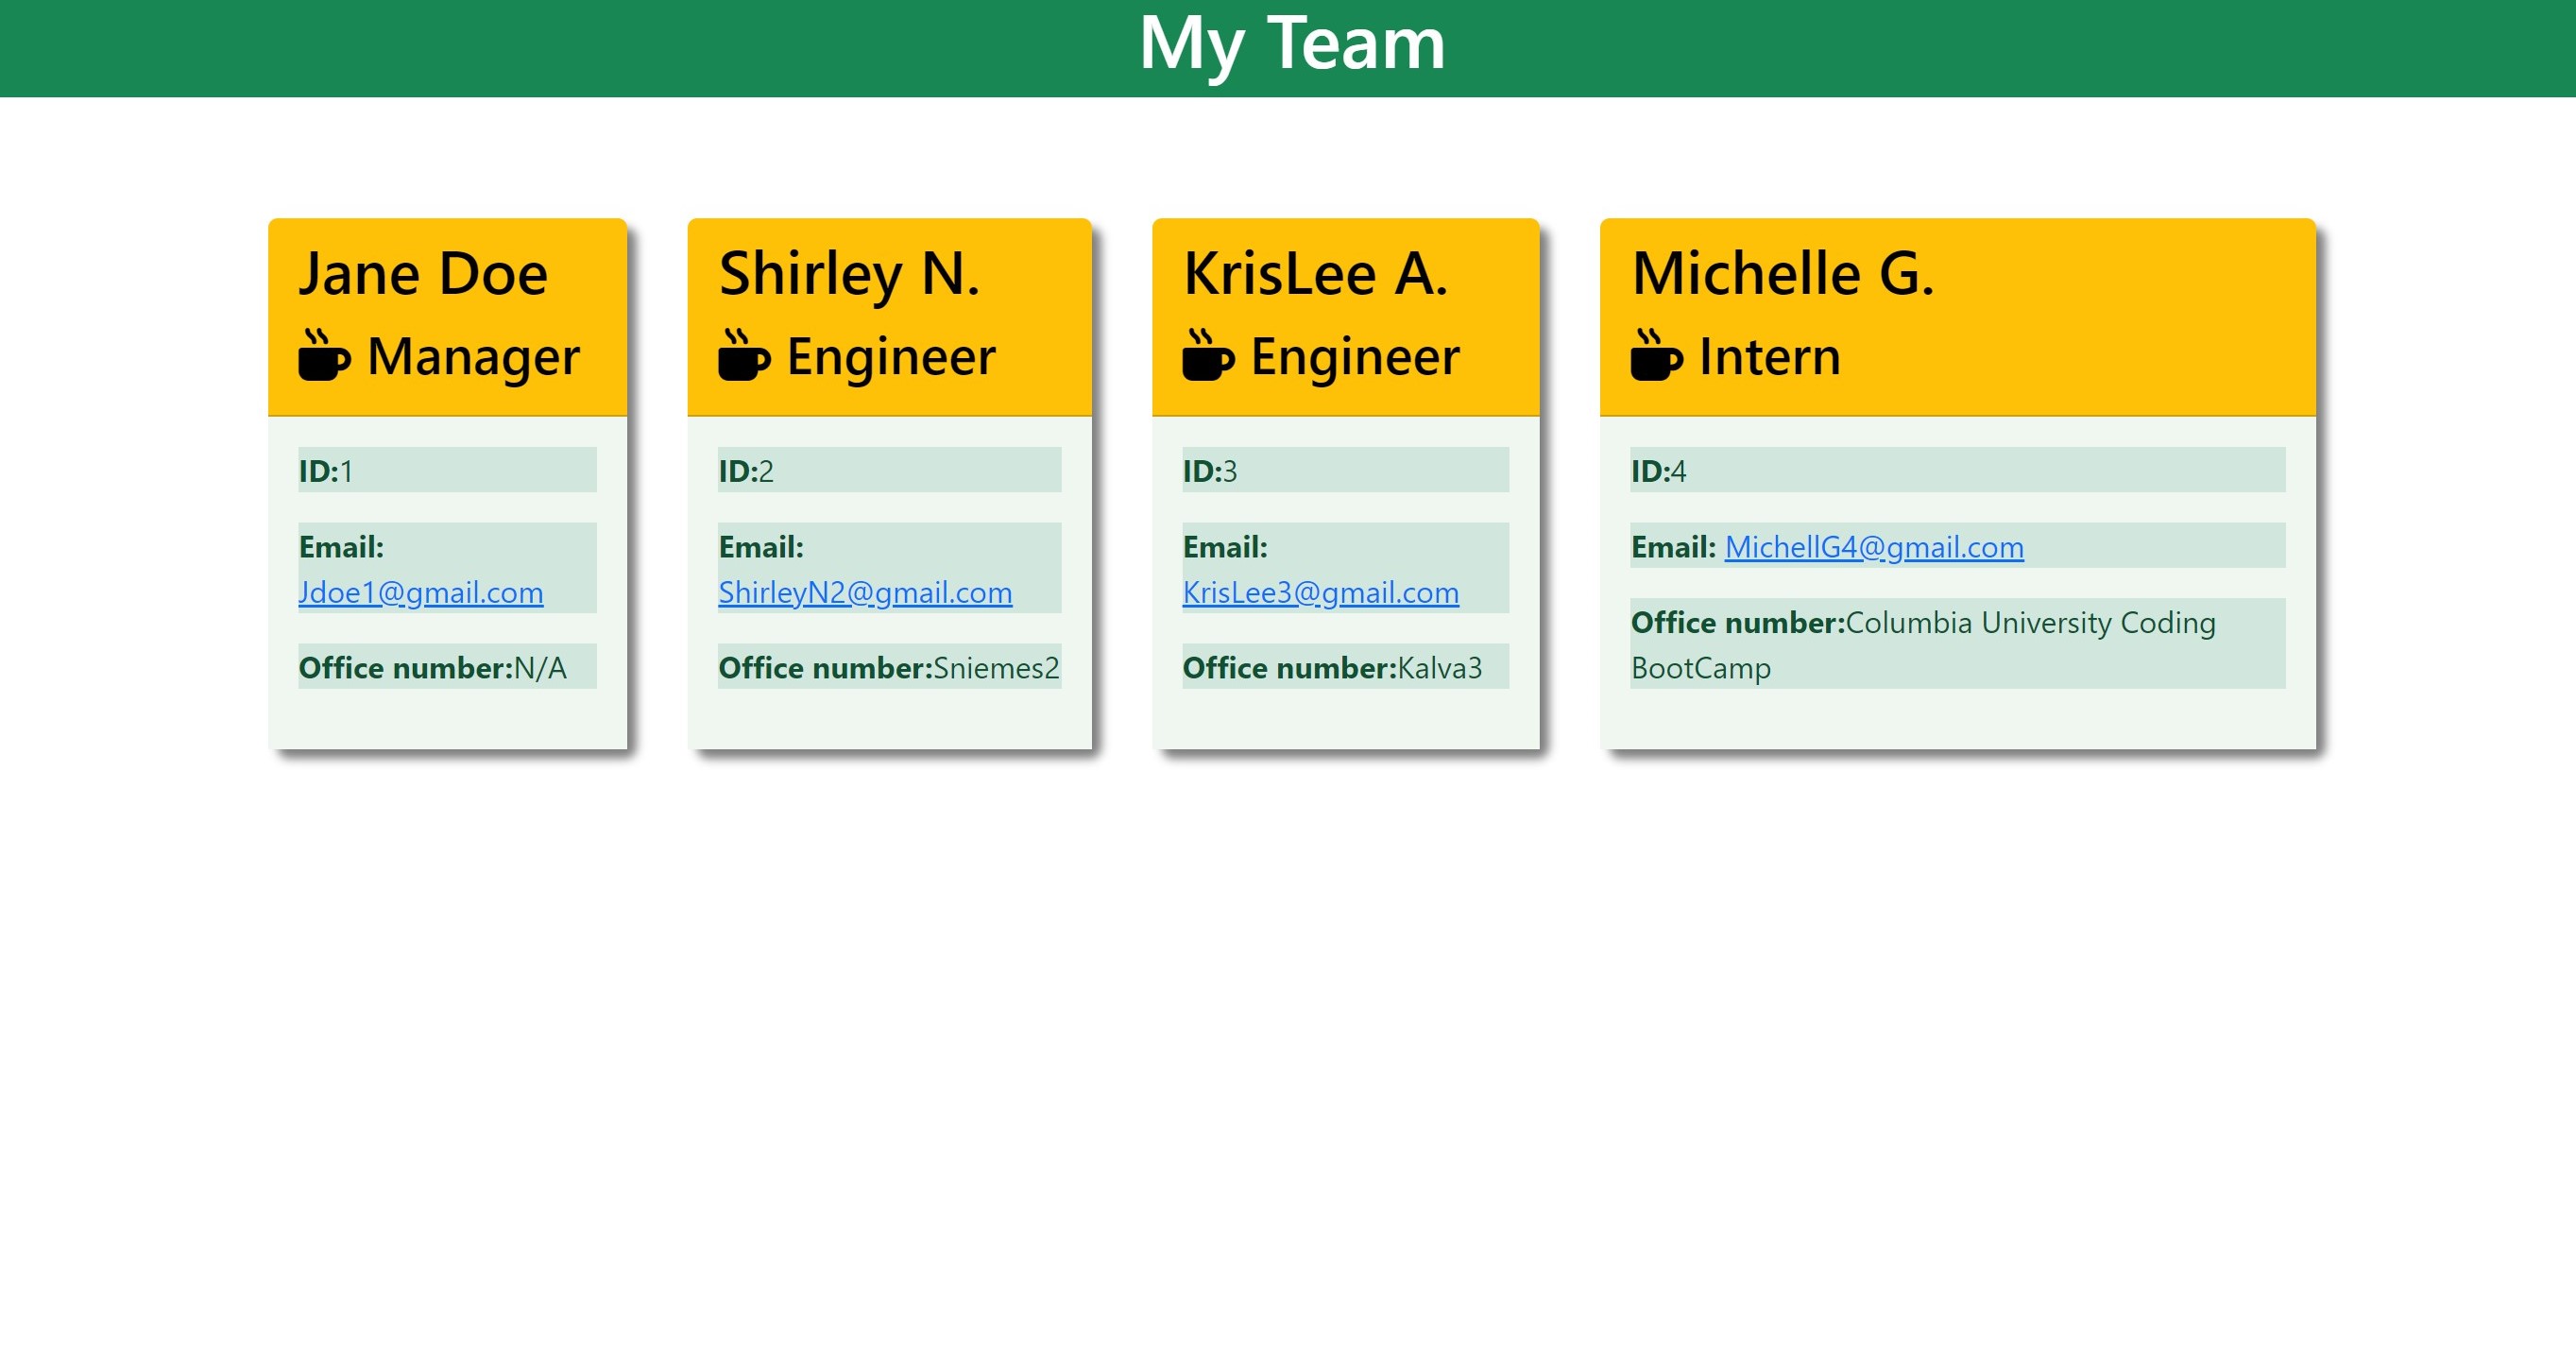 My Team
Jane Doe
Manager
ID:1
Email:
Jdoe1@gmail.com
Office number:N/A
Shirley N.
Engineer
ID:2
Email:
ShirleyN2@gmail.com
Office number:Sniemes2
KrisLee A.
Engineer
ID:3
Email:
KrisLee3@gmail.com
Office number:Kalva3
Michelle G.
Intern
ID:4
Email: MichellG4@gmail.com
Office number:Columbia University Coding
BootCamp